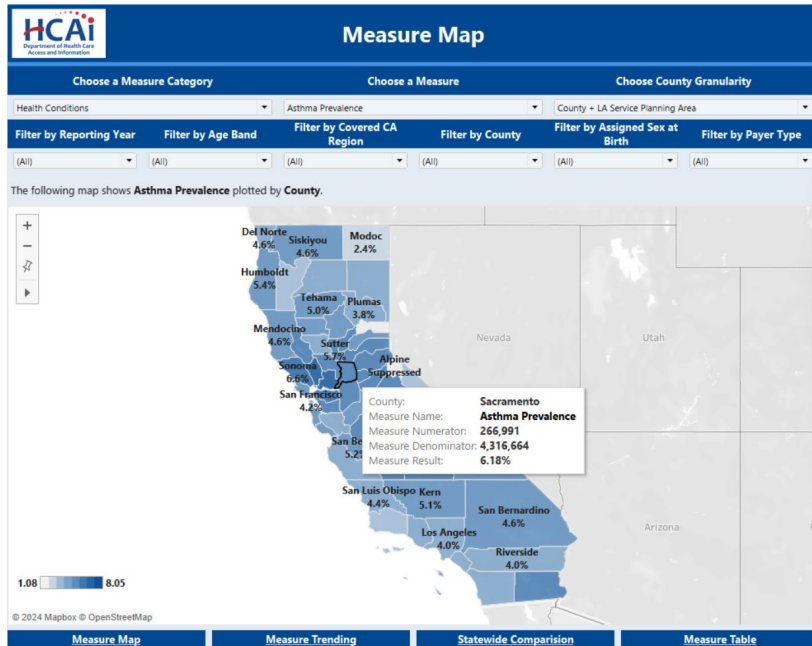 HCAi
Department of Health Care
Access and Information
Measure Map
Choose a Measure Category
Choose a Measure
Choose County Granularity
Health Conditions
Asthma Prevalence
County + LA Service Planning Area
Filter by Reporting Year
Filter by Age Band
Filter by Covered CA
Region
Filter by County
Filter by Assigned Sex at
Birth
Filter by Payer Type
(All)
(All)
(All)
(All)
(All)
(All)
The following map shows Asthma Prevalence plotted by County.
Del Norte
4.6%
Siskiyou
4.6%
Modoc
2.4%
Humboldt
5.4%
Tehama
5.0%
Plumas
3.8%
Mendocino
4.6%
Sutter
5.7%
Nevada
Utah
Sonoma
6.6%
Alpine
Suppressed
San Francisco
4.2%
County: Sacramento
Measure Name: Asthma Prevalence
Measure Numerator: 266,991
Measure Denominator: 4,316,664
Measure Result: 6.18%
San Be
5.2%
San Luis Obispo
4.4%
Kern
5.1%
San Bernardino
4.6%
Arizona
Los Angeles
4.0%
Riverside
4.0%
1.08
8.05
© 2024 Mapbox © OpenStreetMap
Measure Map
Measure Trending
Statewide Comparision
Measure Table